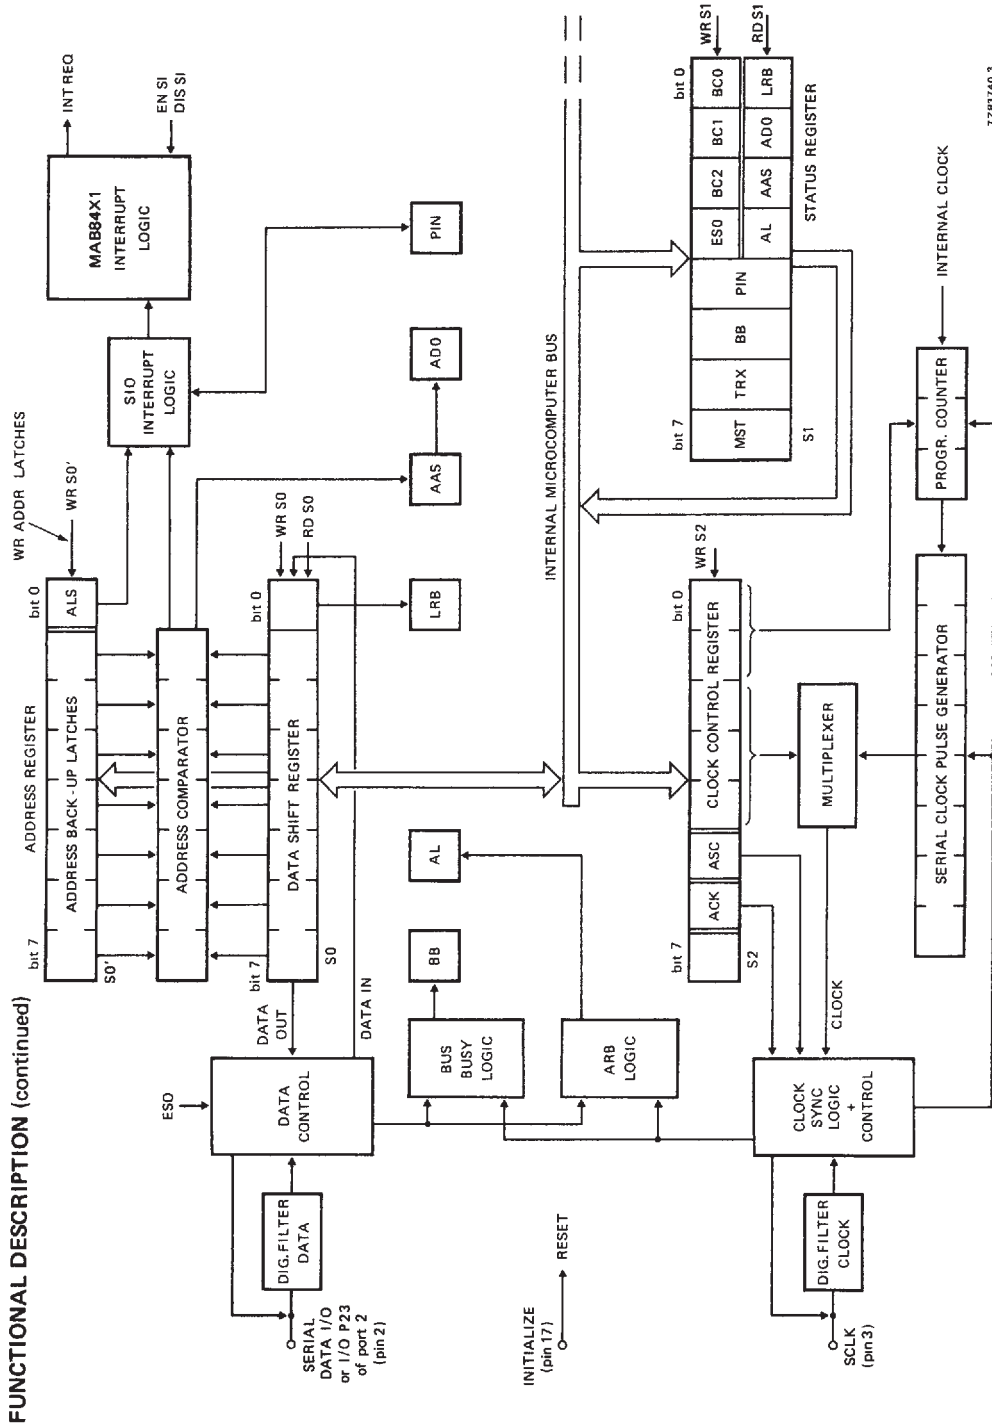 FUNCTIONAL DESCRIPTION (continued)
WR ADDR LATCHES
WR S0'
ADDRESS REGISTER
bit 7
bit 0
ADDRESS BACK-UP LATCHES
ALS
S0'
ADDRESS COMPARATOR
bit 7
bit 0
DATA SHIFT REGISTER
S0
WR S0
RD S0
SIO
INTERRUPT
LOGIC
MAB84X1
INTERRUPT
LOGIC
INT REQ
EN SI
DIS SI
ESO
DATA
CONTROL
DATA
OUT
DATA IN
DIG.FILTER
DATA
SERIAL
DATA I/O
or I/O P23
of port 2
(pin 2)
BUS
BUSY
LOGIC
BB
AL
LRB
AAS
AD0
PIN
ARB
LOGIC
INITIALIZE
(pin 17)
RESET
INTERNAL MICROCOMPUTER BUS
bit 7
bit 0
ACK
ASC
CLOCK CONTROL REGISTER
WR S2
S2
bit 7
bit 0
MST
TRX
BB
PIN
ES0
BC2
BC1
BC0
WR S1
AL
AAS
AD0
LRB
RD S1
S1
STATUS REGISTER
CLOCK
SYNC
LOGIC
+
CONTROL
CLOCK
MULTIPLEXER
DIG.FILTER
CLOCK
SCLK
(pin 3)
SERIAL CLOCK PULSE GENERATOR
PROGR. COUNTER
INTERNAL CLOCK